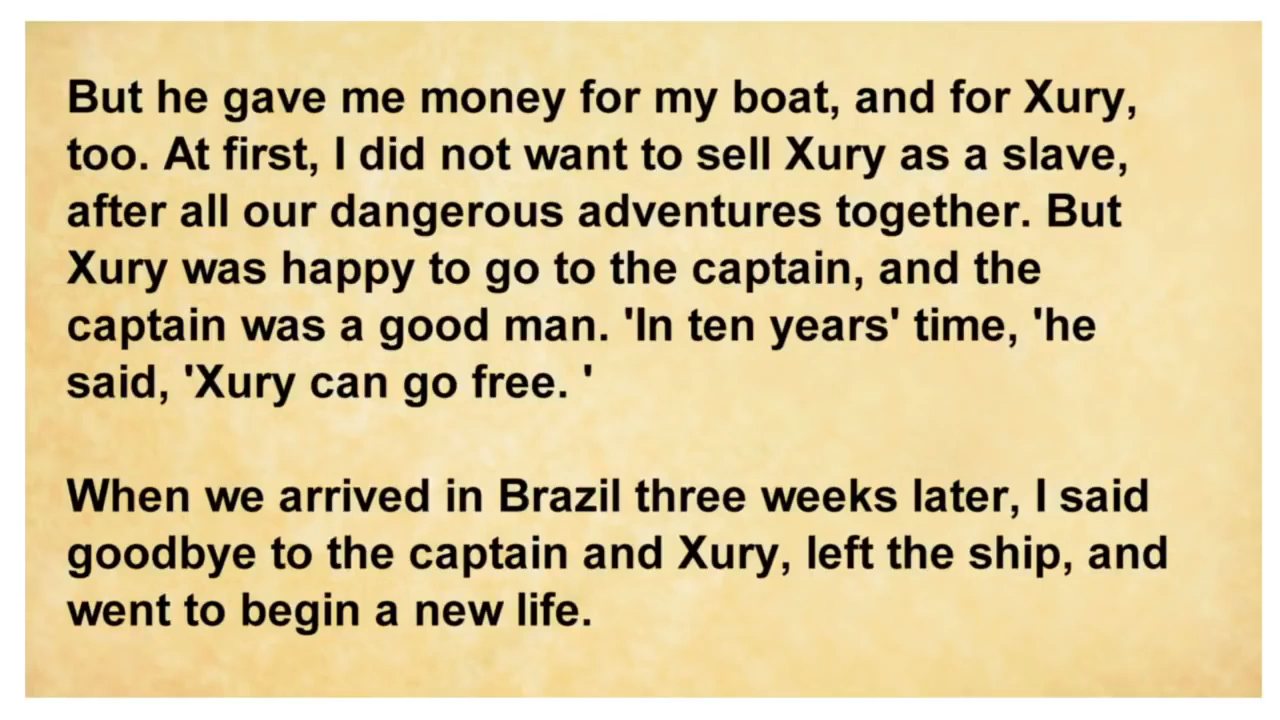 But he gave me money for my boat, and for Xury,
too. At first, I did not want to sell Xury as a slave,
after all our dangerous adventures together. But
Xury was happy to go to the captain, and the
captain was a good man. 'In ten years' time, 'he
said, 'Xury can go free. '
When we arrived in Brazil three weeks later, I said
goodbye to the captain and Xury, left the ship, and
went to begin a new life.